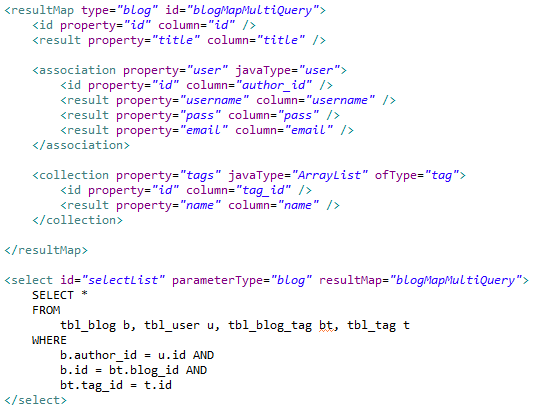 <resultMap type="blog" id="blogMapMultiQuery">
    <id property="id" column="id" />
    <result property="title" column="title" />

    <association property="user" javaType="user">
        <id property="id" column="author_id" />
        <result property="username" column="username" />
        <result property="pass" column="pass" />
        <result property="email" column="email" />
    </association>

    <collection property="tags" javaType="ArrayList" ofType="tag">
        <id property="id" column="tag_id" />
        <result property="name" column="name" />
    </collection>

</resultMap>

<select id="selectList" parameterType="blog" resultMap="blogMapMultiQuery">
    SELECT *
    FROM
        tbl_blog b, tbl_user u, tbl_blog_tag bt, tbl_tag t
    WHERE
        b.author_id = u.id AND
        b.id = bt.blog_id AND
        bt.tag_id = t.id
</select>